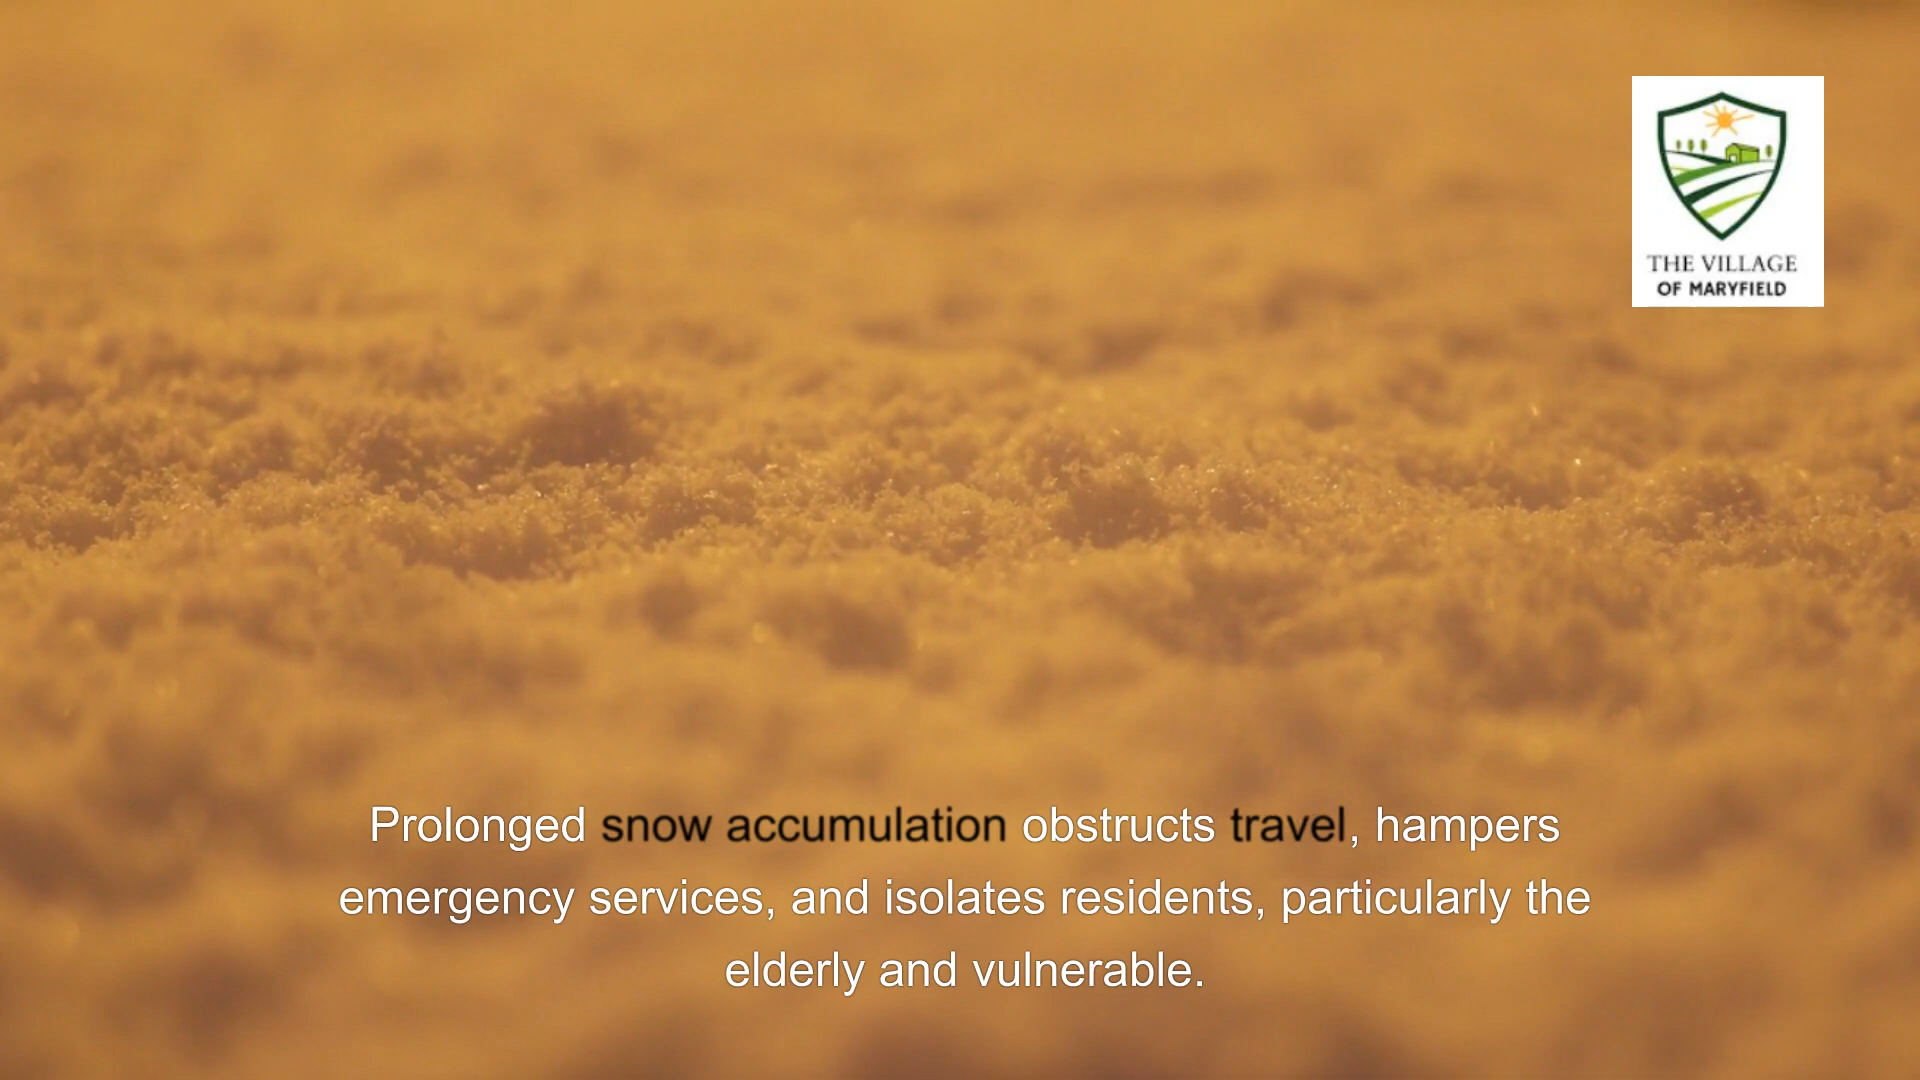 THE VILLAGE
OF MARYFIELD
Prolonged snow accumulation obstructs travel, hampers
emergency services, and isolates residents, particularly the
elderly and vulnerable.